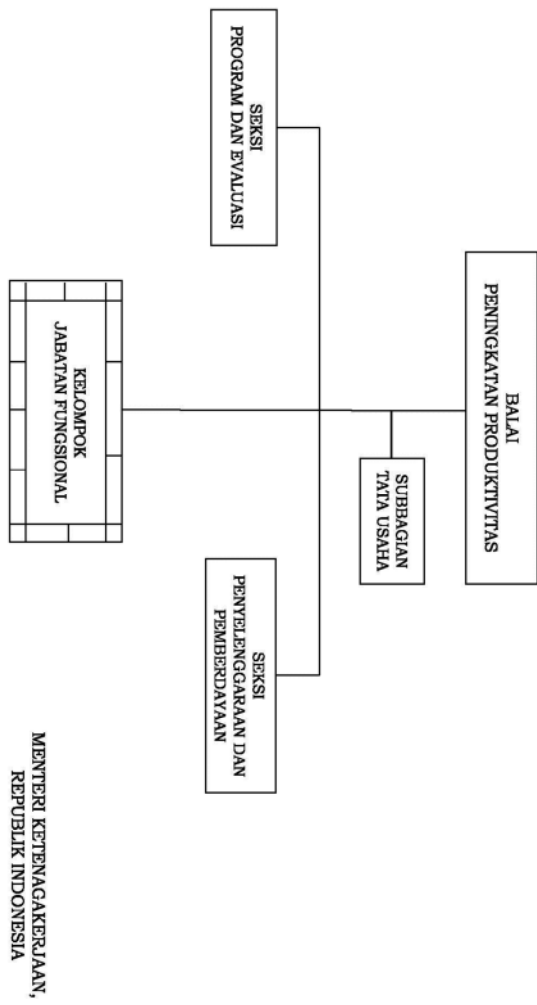 BALAI
PENINGKATAN PRODUKTIVITAS
SUBBAGIAN
TATA USAHA
SEKSI
PROGRAM DAN EVALUASI
SEKSI
PENYELENGGARAAN DAN
PEMBERDAYAAN
KELOMPOK
JABATAN FUNGSIONAL
MENTERI KETENAGAKERJAAN,
REPUBLIK INDONESIA